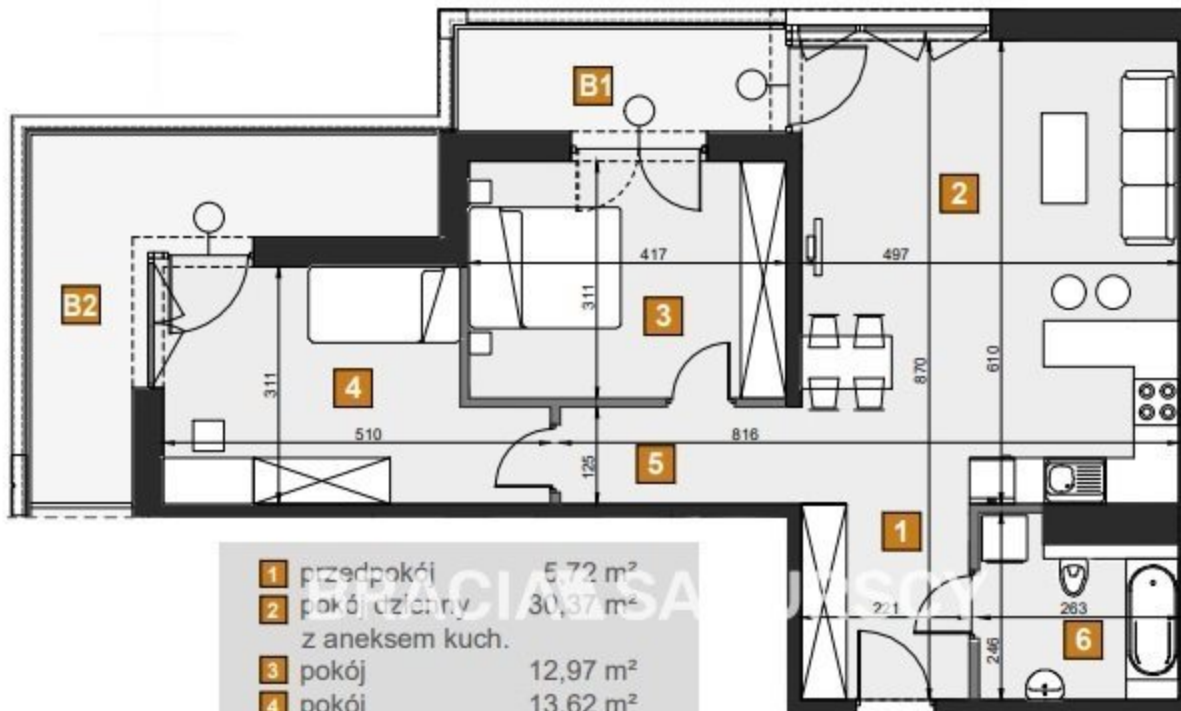 B1
2
417
497
B2
311
3
4
311
870
610
510
816
5
125
1
221
263
246
6
1 przedpokój 5,72 m²
2 pokój dzienny 30,37 m²
z aneksem kuch.
3 pokój 12,97 m²
4 pokój 13,62 m²
BRACIA SADURSCY